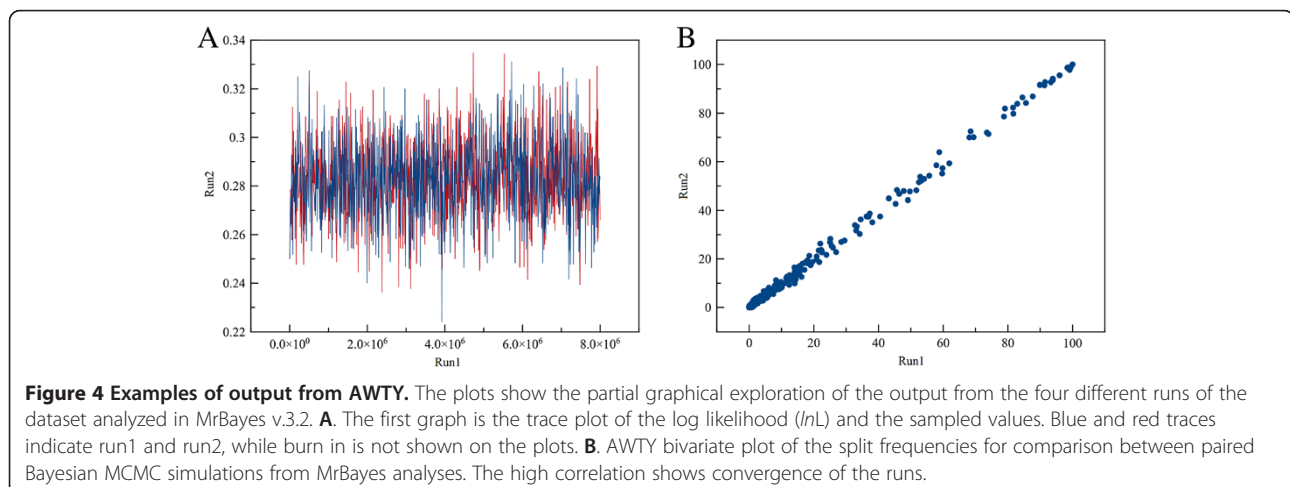 A
B
0.34
0.32
0.3
0.28
0.26
0.24
0.22
Run2
0.0×10⁰
2.0×10⁶
4.0×10⁶
6.0×10⁶
8.0×10⁶
Run1
100
80
60
40
20
0
Run2
0
20
40
60
80
100
Run1
Figure 4 Examples of output from AWTY. The plots show the partial graphical exploration of the output from the four different runs of the
dataset analyzed in MrBayes v.3.2. A. The first graph is the trace plot of the log likelihood (lnL) and the sampled values. Blue and red traces
indicate run1 and run2, while burn in is not shown on the plots. B. AWTY bivariate plot of the split frequencies for comparison between paired
Bayesian MCMC simulations from MrBayes analyses. The high correlation shows convergence of the runs.